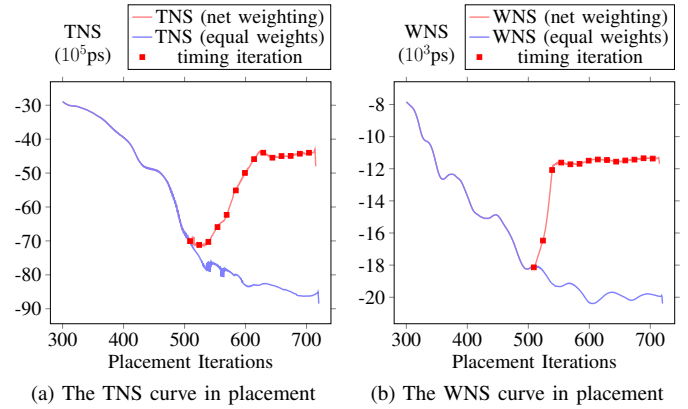 TNS
(10⁵ps)
TNS (net weighting)
TNS (equal weights)
timing iteration
-30
-40
-50
-60
-70
-80
-90
300
400
500
600
700
Placement Iterations
(a) The TNS curve in placement
WNS
(10³ps)
WNS (net weighting)
WNS (equal weights)
timing iteration
-8
-10
-12
-14
-16
-18
-20
300
400
500
600
700
Placement Iterations
(b) The WNS curve in placement